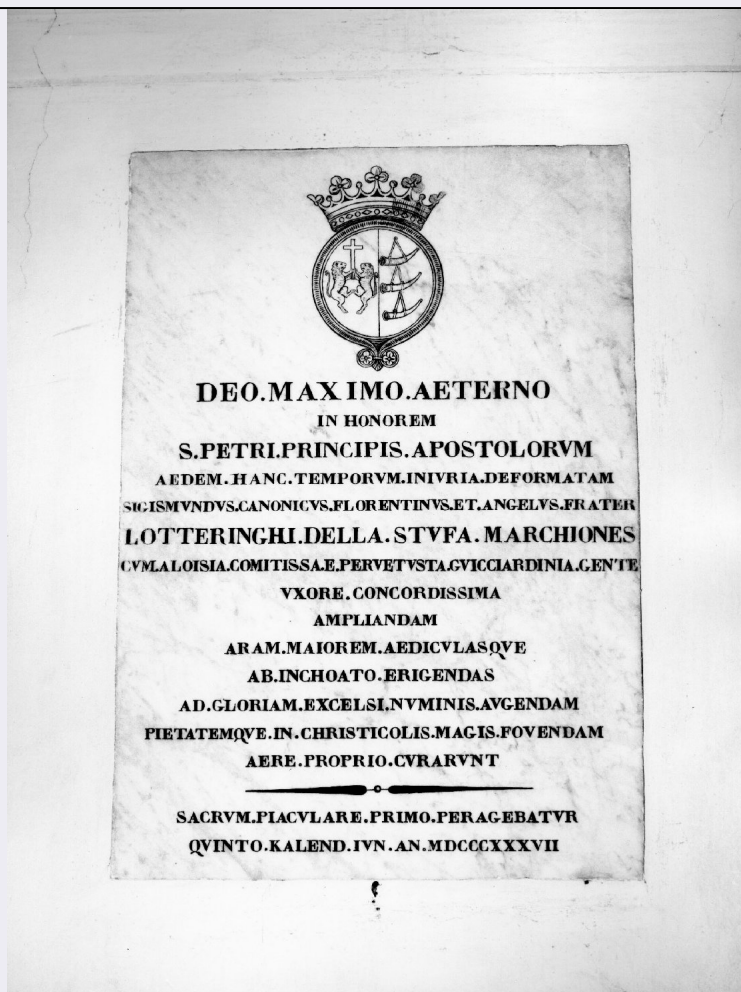 DEO.MAXIMO.AETERNO
IN HONOREM
S.PETRI.PRINCIPIS.APOSTOLORVM
AEDEM.HANC.TEMPORVM.INIVRIA.DEFORMATAM
SIGISMVNDVS.CANONICVS.FLORENTINVS.ET.ANGELVS.FRATER
LOTTERINGHI.DELLA.STVFA.MARCHIONES
CVM.ALOISIA.COMITISSA.E.PERVETVSTA.GVICCIARDINIA.GENTE
VXORE.CONCORDISSIMA
AMPLIANDAM
ARAM.MAIOREM.AEDICVLASQVE
AB.INCHOATO.ERIGENDAS
AD.GLORIAM.EXCELSI.NVMINIS.AVGENDAM
PIETATEMQVE.IN.CHRISTICOLIS.MAGIS.FOVENDAM
AERE.PROPRIO.CVRARVNT
SACRVM.PIACVLARE.PRIMO.PERAGEBATVR
QVINTO.KALEND.IVN.AN.MDCCCXXXVII